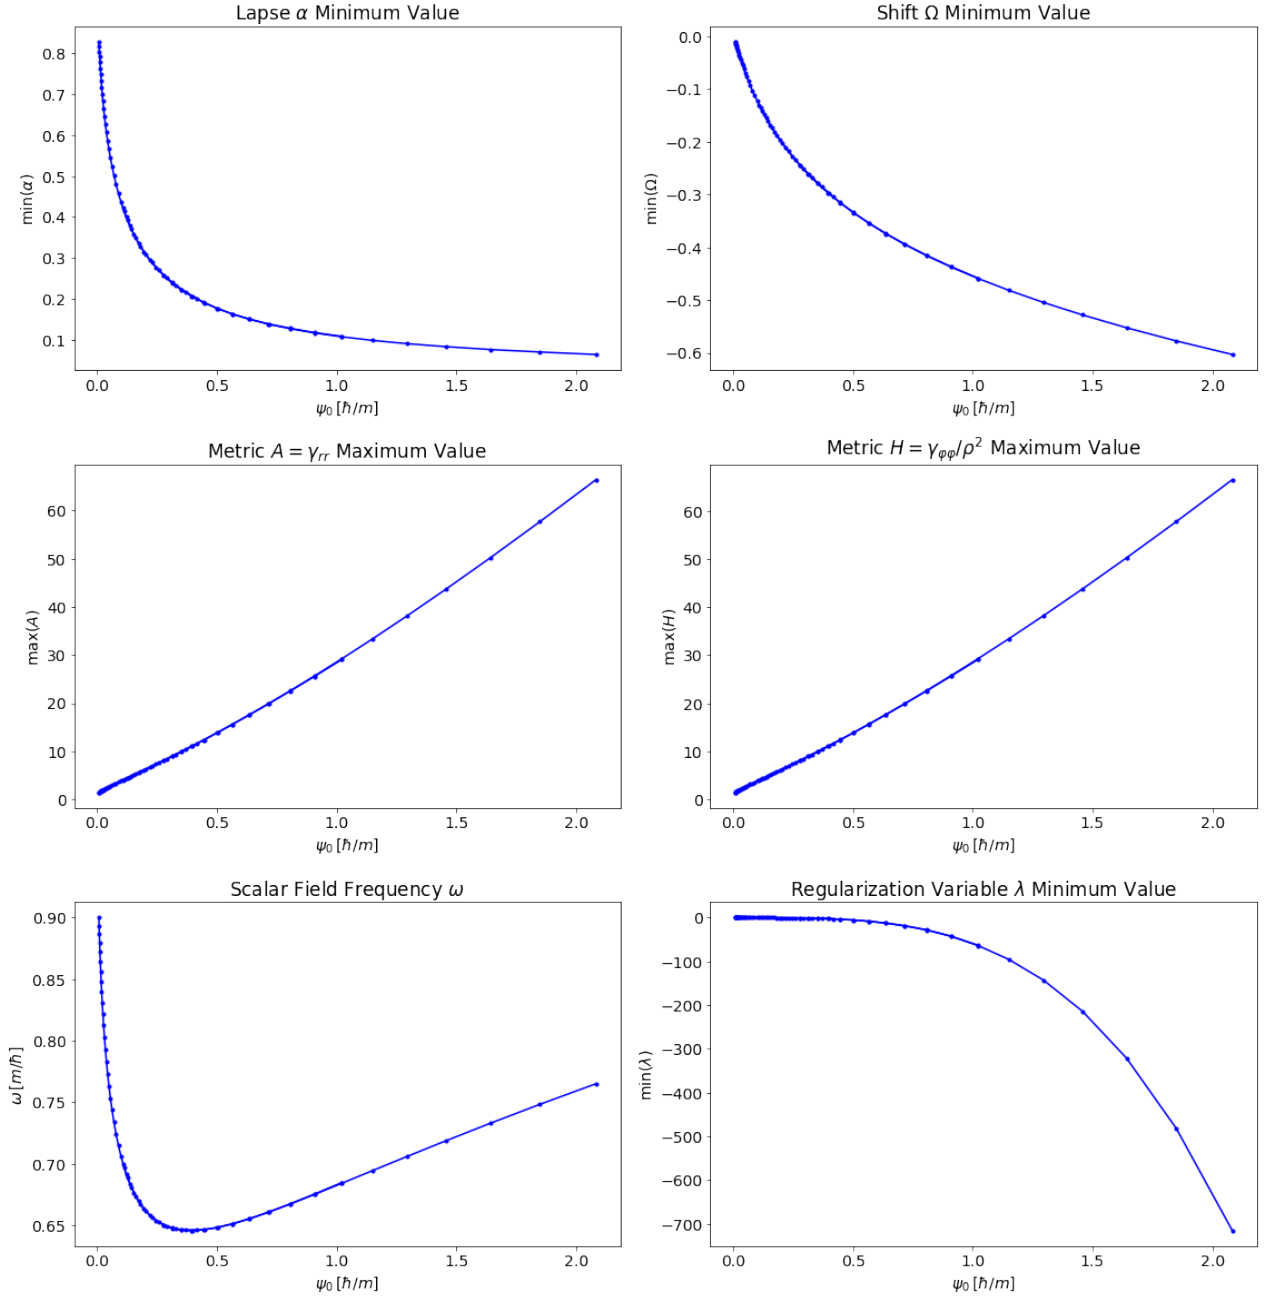 Lapse α Minimum Value
min(α)
0.8
0.7
0.6
0.5
0.4
0.3
0.2
0.1
0.0 0.5 1.0 1.5 2.0
ψ₀ [ħ/m]
Shift Ω Minimum Value
min(Ω)
0.0
−0.1
−0.2
−0.3
−0.4
−0.5
−0.6
0.0 0.5 1.0 1.5 2.0
ψ₀ [ħ/m]
Metric A = γ_rr Maximum Value
max(A)
60
50
40
30
20
10
0
0.0 0.5 1.0 1.5 2.0
ψ₀ [ħ/m]
Metric H = γ_φφ/ρ² Maximum Value
max(H)
60
50
40
30
20
10
0
0.0 0.5 1.0 1.5 2.0
ψ₀ [ħ/m]
Scalar Field Frequency ω
ω [m/ħ]
0.90
0.85
0.80
0.75
0.70
0.65
0.0 0.5 1.0 1.5 2.0
ψ₀ [ħ/m]
Regularization Variable λ Minimum Value
min(λ)
0
−100
−200
−300
−400
−500
−600
−700
0.0 0.5 1.0 1.5 2.0
ψ₀ [ħ/m]